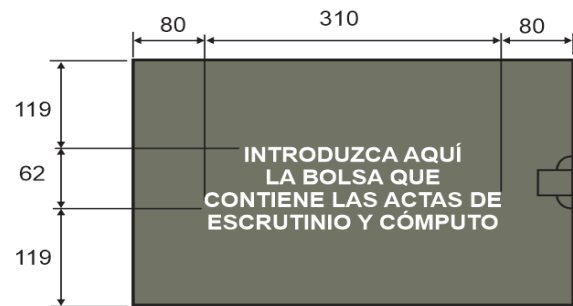 80 310 80
119
62
119
INTRODUZCA AQUÍ
LA BOLSA QUE
CONTIENE LAS ACTAS DE
ESCRUTINIO Y CÓMPUTO